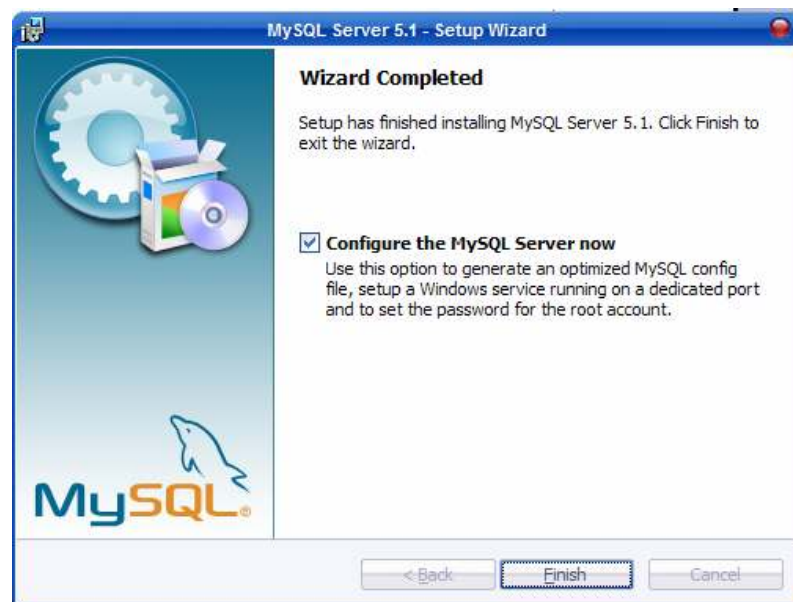 MySQL Server 5.1 - Setup Wizard
Wizard Completed
Setup has finished installing MySQL Server 5.1. Click Finish to
exit the wizard.
Configure the MySQL Server now
Use this option to generate an optimized MySQL config
file, setup a Windows service running on a dedicated port
and to set the password for the root account.
MySQL®
< Back Finish Cancel